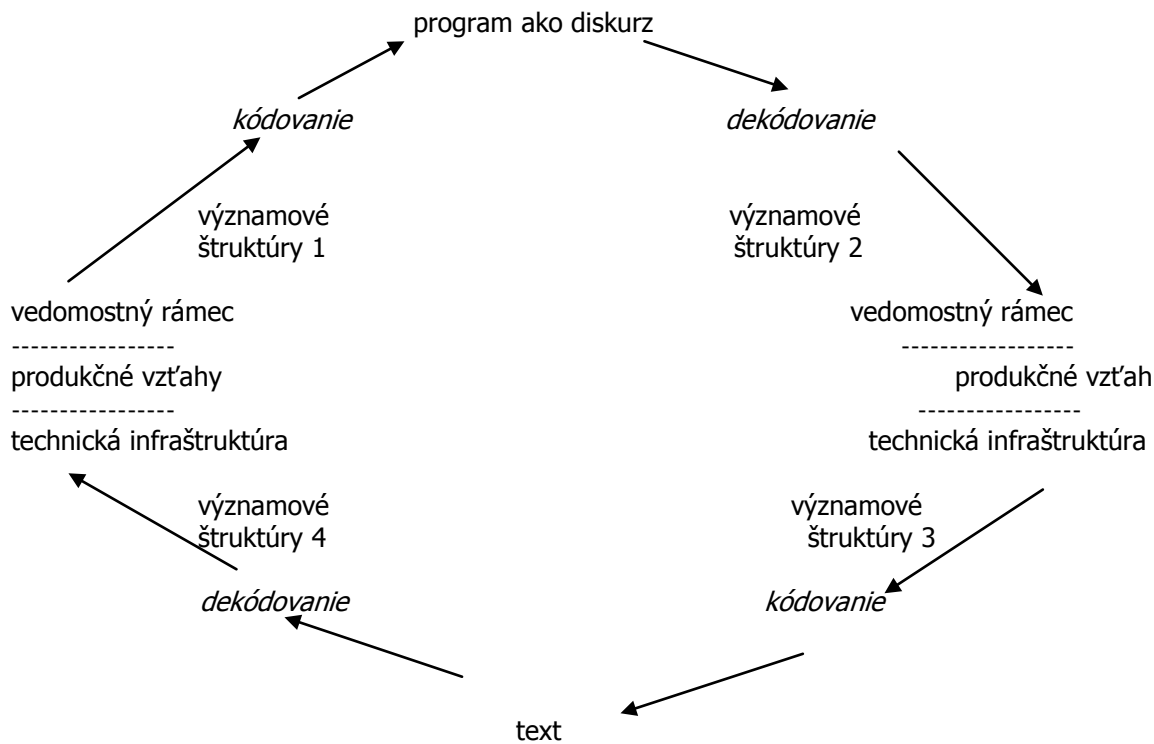 program ako diskurz
kódovanie
dekódovanie
významové
štruktúry 1
významové
štruktúry 2
vedomostný rámec
-----------------
produkčné vzťahy
-----------------
technická infraštruktúra
vedomostný rámec
------------------
produkčné vzťah
-----------------
technická infraštruktúra
významové
štruktúry 4
významové
štruktúry 3
dekódovanie
kódovanie
text